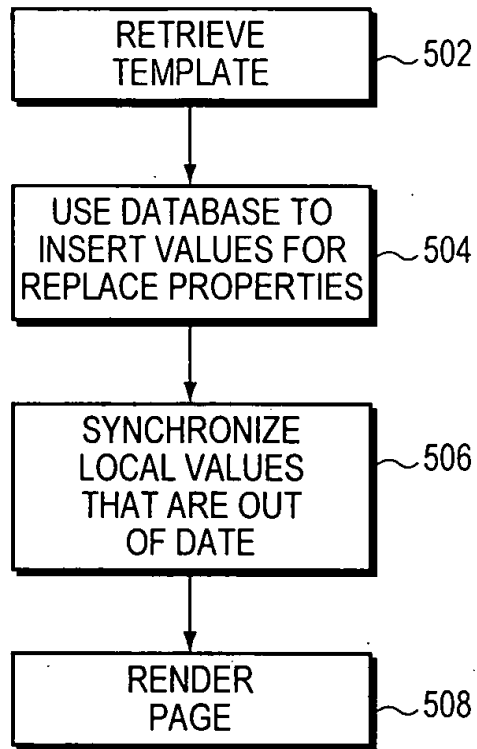 RETRIEVE
TEMPLATE
502
USE DATABASE TO
INSERT VALUES FOR
REPLACE PROPERTIES
504
SYNCHRONIZE
LOCAL VALUES
THAT ARE OUT
OF DATE
506
RENDER
PAGE
508